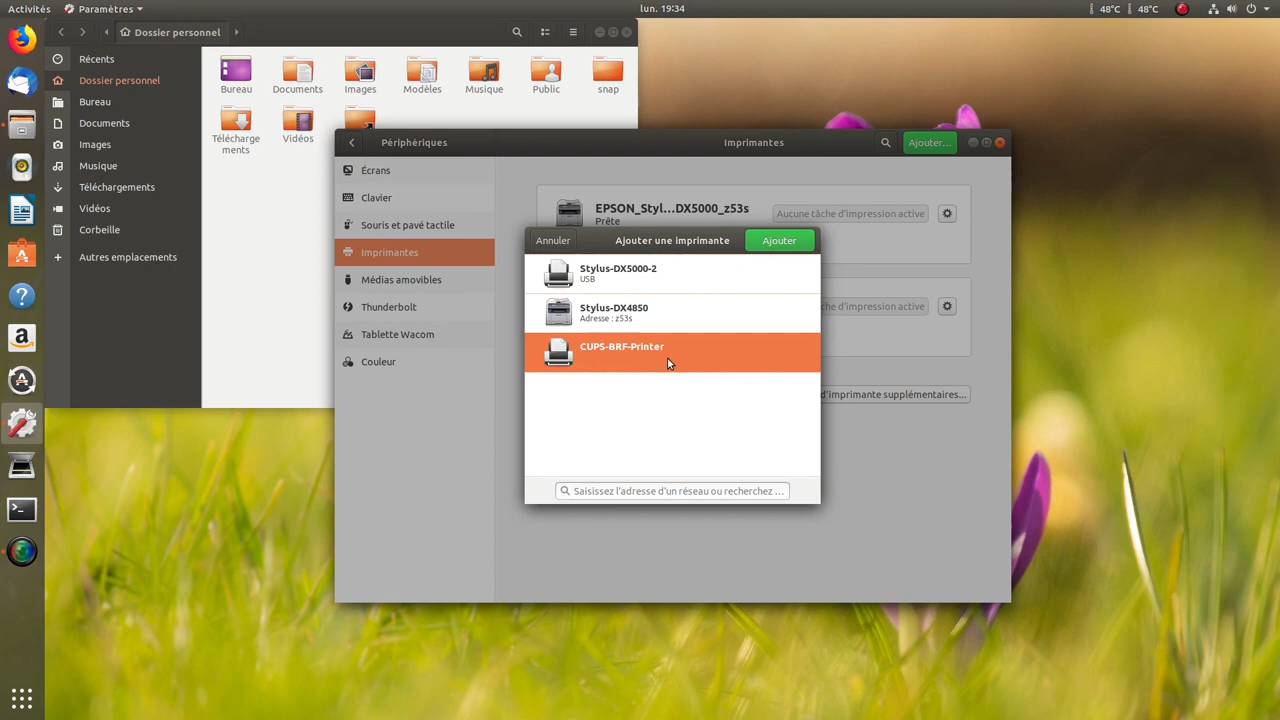 Activités
Paramètres
lun. 19:34
48°C
48°C
Dossier personnel
Récents
Dossier personnel
Bureau
Documents
Images
Musique
Téléchargements
Vidéos
Corbeille
Autres emplacements
Bureau
Documents
Images
Modèles
Musique
Public
snap
Télécharge
ments
Vidéos
Périphériques
Imprimantes
Ajouter...
Écrans
Clavier
Souris et pavé tactile
Imprimantes
Médias amovibles
Thunderbolt
Tablette Wacom
Couleur
EPSON_Styl...DX5000_z53s
Prête
Aucune tâche d'impression active
che d'impression active
d'imprimante supplémentaires...
Annuler
Ajouter une imprimante
Ajouter
Stylus-DX5000-2
USB
Stylus-DX4850
Adresse : z53s
CUPS-BRF-Printer
Saisissez l'adresse d'un réseau ou recherchez ...